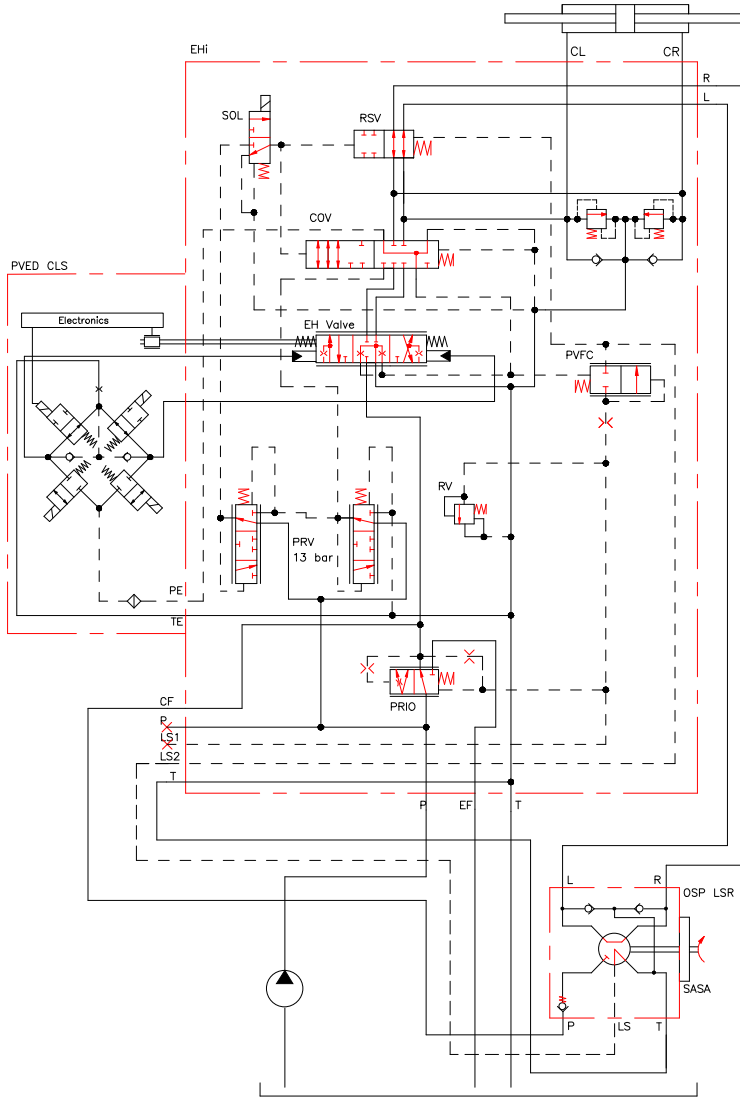 EHi
CL
CR
R
L
SOL
RSV
COV
PVED CLS
Electronics
EH Valve
PVFC
RV
PRV
13 bar
PE
TE
PRIO
CF
P
LS1
LS2
T
P
EF
T
L
R
OSP LSR
SASA
P
LS
T